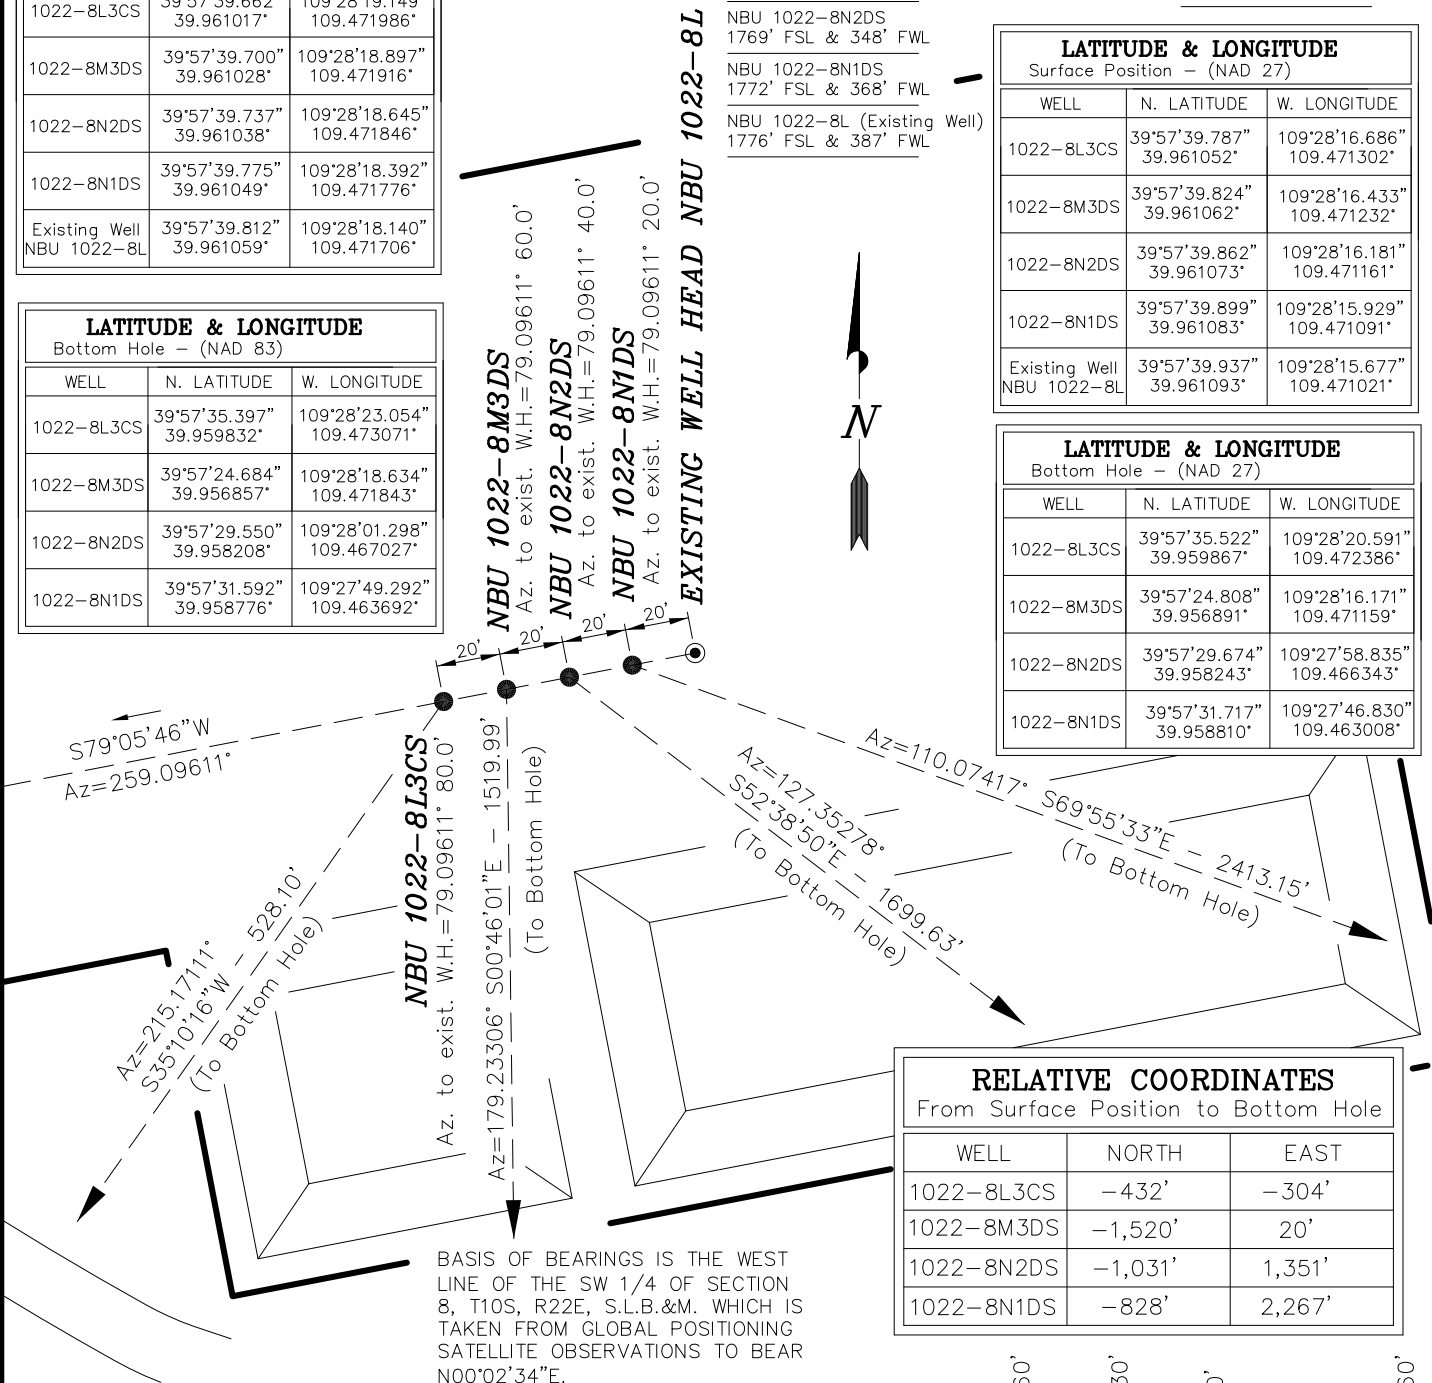 1022-8L3CS 39°57'39.662" 109°28'19.149"
39.961017° 109.471986°
1022-8M3DS 39°57'39.700" 109°28'18.897"
39.961028° 109.471916°
1022-8N2DS 39°57'39.737" 109°28'18.645"
39.961038° 109.471846°
1022-8N1DS 39°57'39.775" 109°28'18.392"
39.961049° 109.471776°
Existing Well 39°57'39.812" 109°28'18.140"
NBU 1022-8L 39.961059° 109.471706°
LATITUDE & LONGITUDE
Bottom Hole - (NAD 83)
WELL N. LATITUDE W. LONGITUDE
1022-8L3CS 39°57'35.397" 109°28'23.054"
39.959832° 109.473071°
1022-8M3DS 39°57'24.684" 109°28'18.634"
39.956857° 109.471843°
1022-8N2DS 39°57'29.550" 109°28'01.298"
39.958208° 109.467027°
1022-8N1DS 39°57'31.592" 109°27'49.292"
39.958776° 109.463692°
NBU 1022-8N2DS
1769' FSL & 348' FWL
NBU 1022-8N1DS
1772' FSL & 368' FWL
NBU 1022-8L (Existing Well)
1776' FSL & 387' FWL
LATITUDE & LONGITUDE
Surface Position - (NAD 27)
WELL N. LATITUDE W. LONGITUDE
1022-8L3CS 39°57'39.787" 109°28'16.686"
39.961052° 109.471302°
1022-8M3DS 39°57'39.824" 109°28'16.433"
39.961062° 109.471232°
1022-8N2DS 39°57'39.862" 109°28'16.181"
39.961073° 109.471161°
1022-8N1DS 39°57'39.899" 109°28'15.929"
39.961083° 109.471091°
Existing Well 39°57'39.937" 109°28'15.677"
NBU 1022-8L 39.961093° 109.471021°
LATITUDE & LONGITUDE
Bottom Hole - (NAD 27)
WELL N. LATITUDE W. LONGITUDE
1022-8L3CS 39°57'35.522" 109°28'20.591"
39.959867° 109.472386°
1022-8M3DS 39°57'24.808" 109°28'16.171"
39.956891° 109.471159°
1022-8N2DS 39°57'29.674" 109°27'58.835"
39.958243° 109.466343°
1022-8N1DS 39°57'31.717" 109°27'46.830"
39.958810° 109.463008°
NBU 1022-8M3DS
Az. to exist. W.H.=79.09611° 60.0'
NBU 1022-8N2DS
Az. to exist. W.H.=79.09611° 40.0'
NBU 1022-8N1DS
Az. to exist. W.H.=79.09611° 20.0'
EXISTING WELL HEAD NBU 1022-8L
N
20'
20'
20'
20'
S79°05'46"W
Az=259.09611°
NBU 1022-8L3CS
Az. to exist. W.H.=79.09611° 80.0'
Az=179.23306° S00°46'01"E - 1519.99'
(To Bottom Hole)
Az=215.17111°
S35°10'16"W - 528.10'
(To Bottom Hole)
Az=127.35278°
S52°38'50"E - 1699.63'
(To Bottom Hole)
Az=110.07417° S69°55'33"E - 2413.15'
(To Bottom Hole)
RELATIVE COORDINATES
From Surface Position to Bottom Hole
WELL NORTH EAST
1022-8L3CS -432' -304'
1022-8M3DS -1,520' 20'
1022-8N2DS -1,031' 1,351'
1022-8N1DS -828' 2,267'
BASIS OF BEARINGS IS THE WEST
LINE OF THE SW 1/4 OF SECTION
8, T10S, R22E, S.L.B.&M. WHICH IS
TAKEN FROM GLOBAL POSITIONING
SATELLITE OBSERVATIONS TO BEAR
N00°02'34"E.